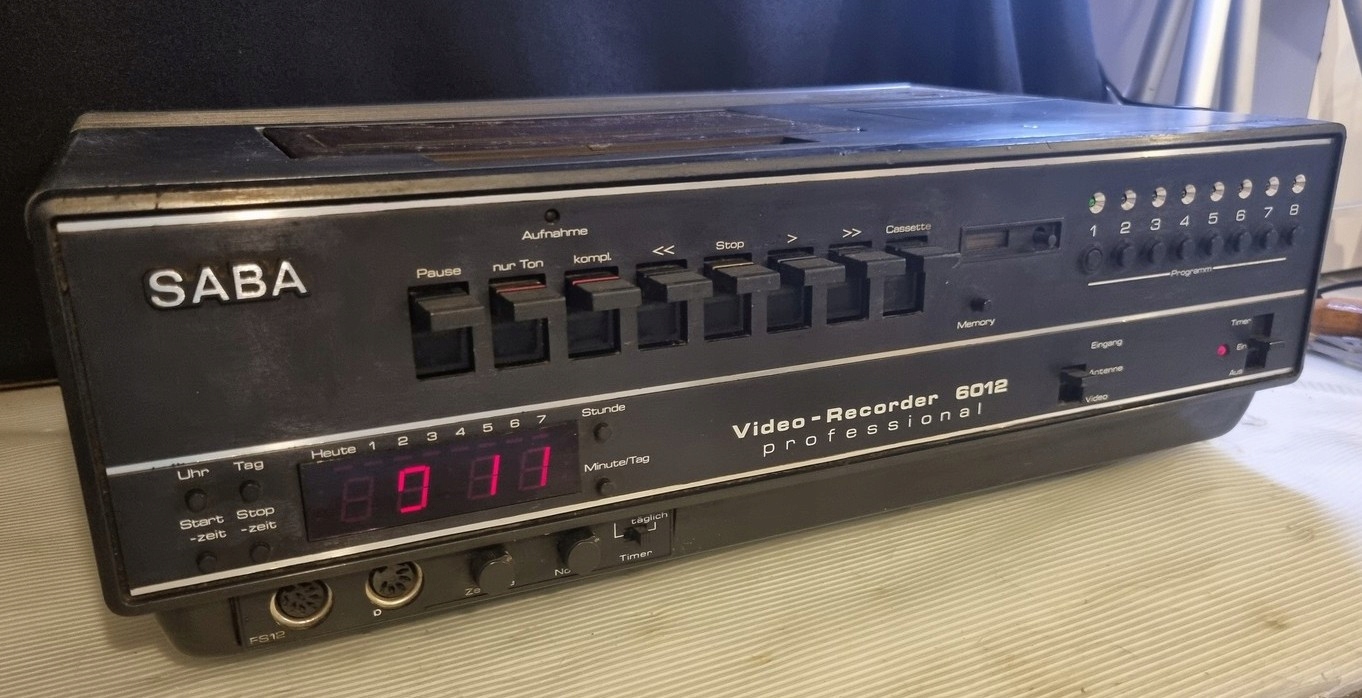 SABA
Aufnahme
Pause
nur Ton
kompl.
<<
Stop
>
>>
Cassette
1 2 3 4 5 6 7 8
Programm
Memory
Eingang
Antenne
Video
Timer
Ein
Aus
Video-Recorder 6012
professional
Uhr
Tag
Start
-zeit
Stop
-zeit
Heute 1 2 3 4 5 6 7
Stunde
Minute/Tag
täglich
Timer
FS12